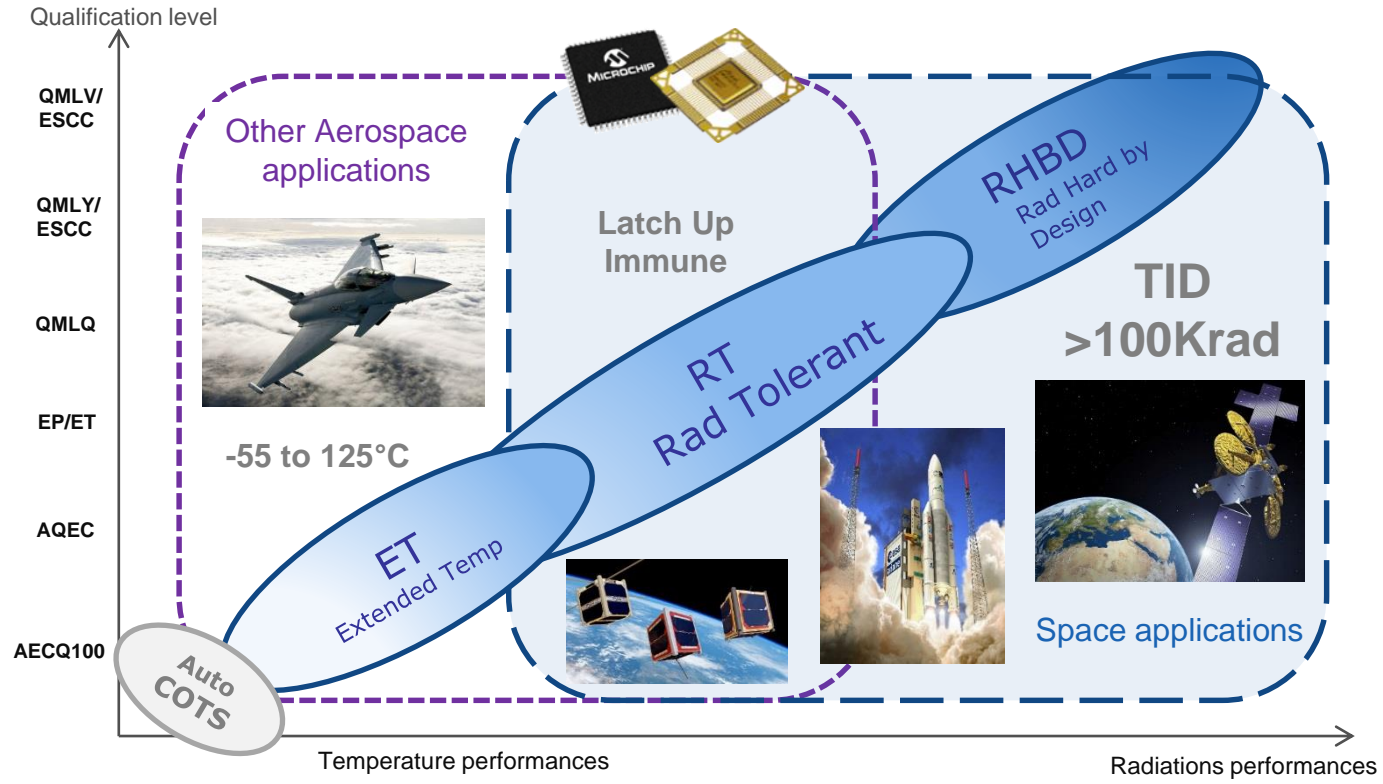 Qualification level
QMLV/
ESCC
QMLY/
ESCC
QMLQ
EP/ET
AQEC
AECQ100
Other Aerospace
applications
-55 to 125°C
MICROCHIP
Latch Up
Immune
RHBD
Rad Hard by
Design
TID
>100Krad
RT
Rad Tolerant
ET
Extended Temp
Auto
COTS
Space applications
Temperature performances
Radiations performances